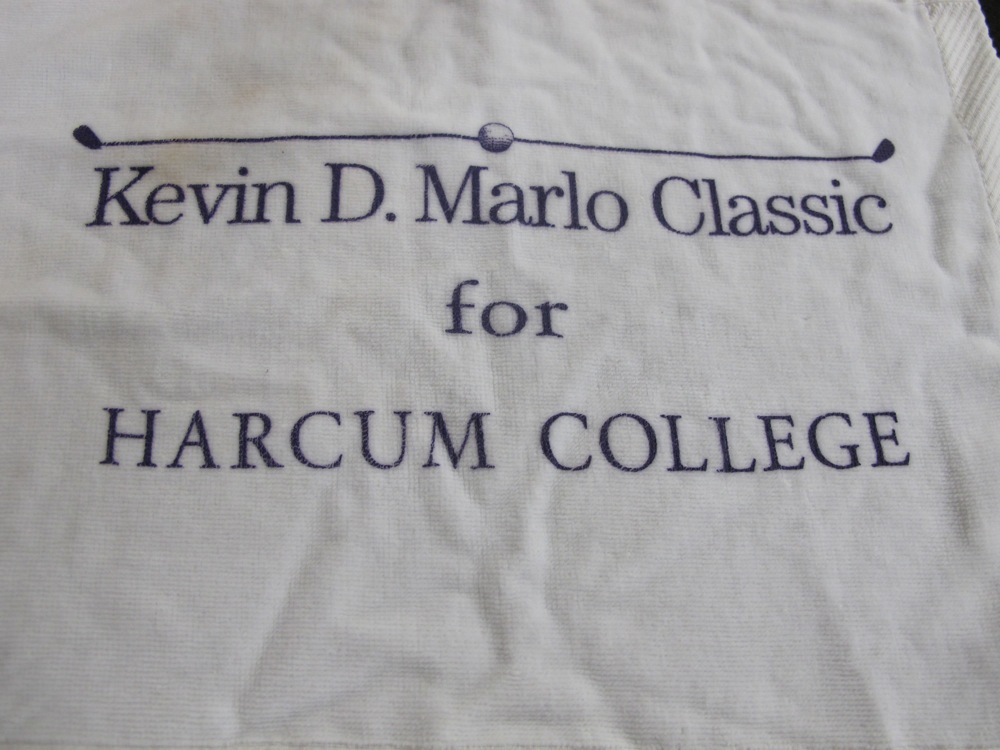 Kevin D. Marlo Classic
for
HARCUM COLLEGE